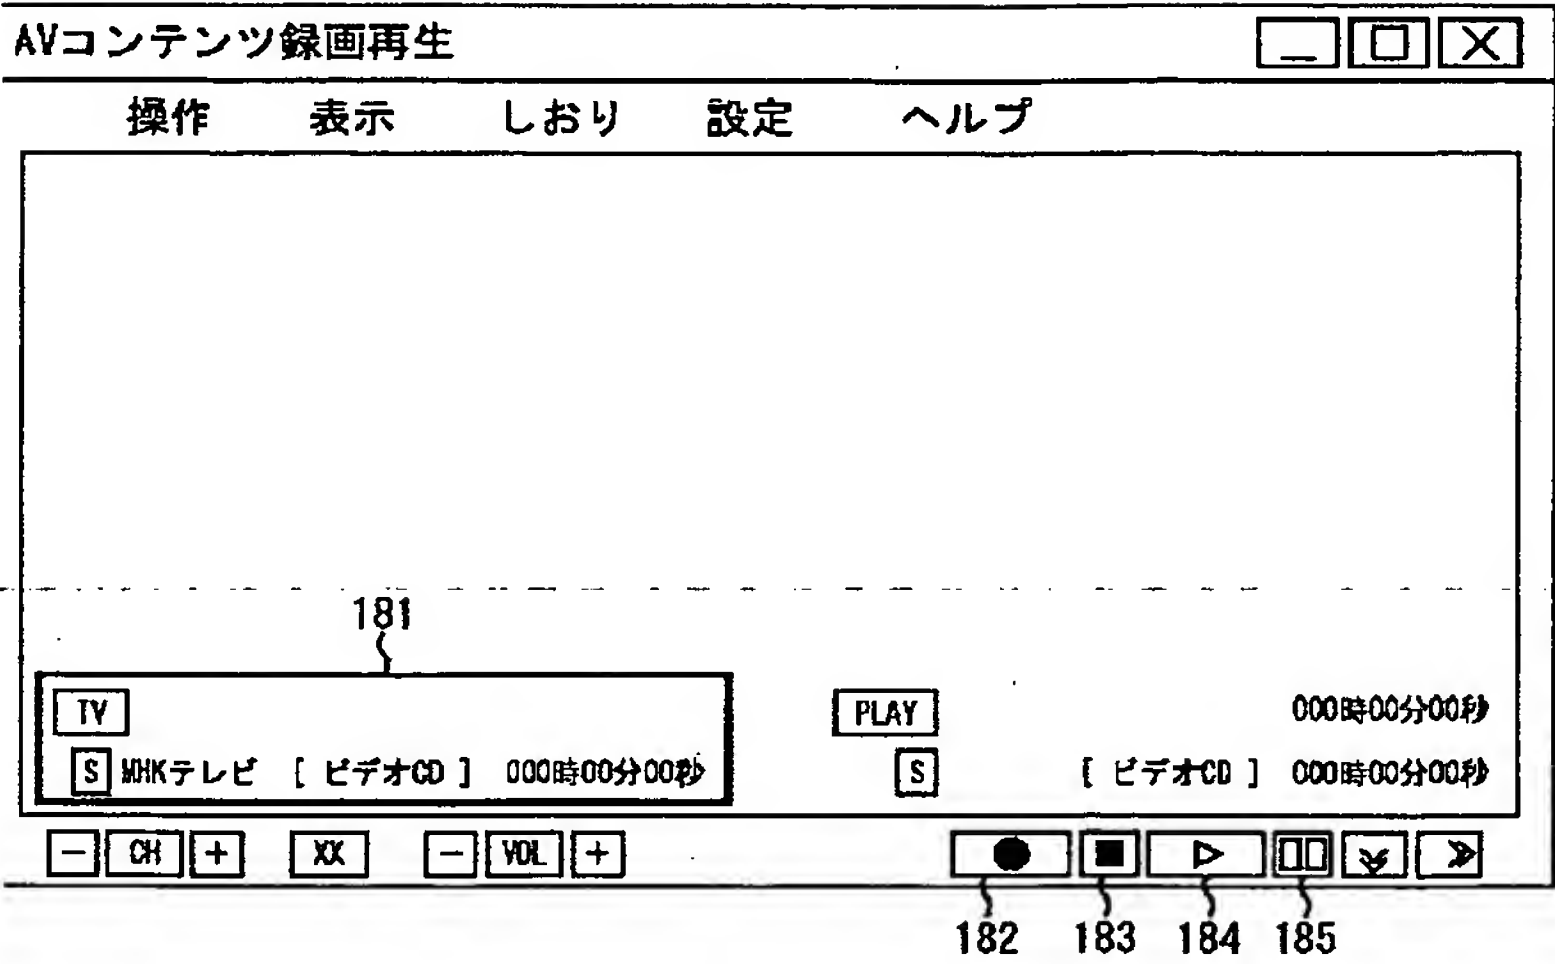 AVコンテンツ録画再生
操作 表示 しおり 設定 ヘルプ
181
TV PLAY 000時00分00秒
S MHKテレビ [ ビデオCD ] 000時00分00秒 S [ ビデオCD ] 000時00分00秒
− CH + XX − VOL +
182 183 184 185